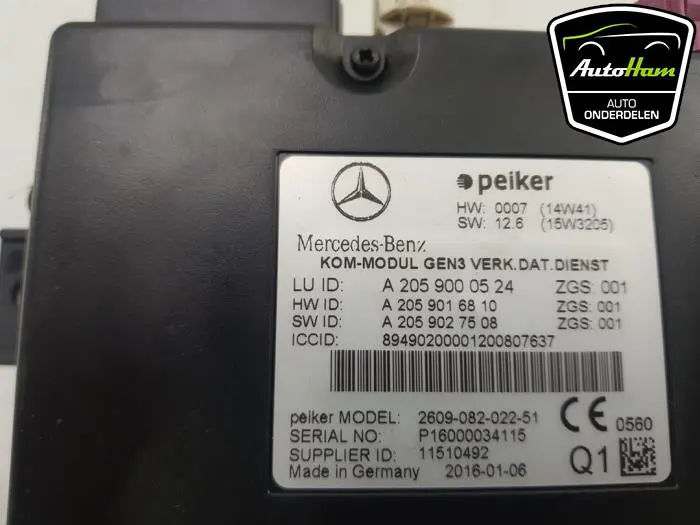 AutoHam
AUTO
ONDERDELEN
peiker
HW: 0007 (14W41)
SW: 12.6 (15W3205)
Mercedes-Benz
KOM-MODUL GEN3 VERK.DAT.DIENST
LU ID: A 205 900 05 24 ZGS: 001
HW ID: A 205 901 68 10 ZGS: 001
SW ID: A 205 902 75 08 ZGS: 001
ICCID: 89490200001200807637
peiker MODEL: 2609-082-022-51
SERIAL NO: P16000034115
SUPPLIER ID: 11510492
Made in Germany 2016-01-06
CE 0560
Q1